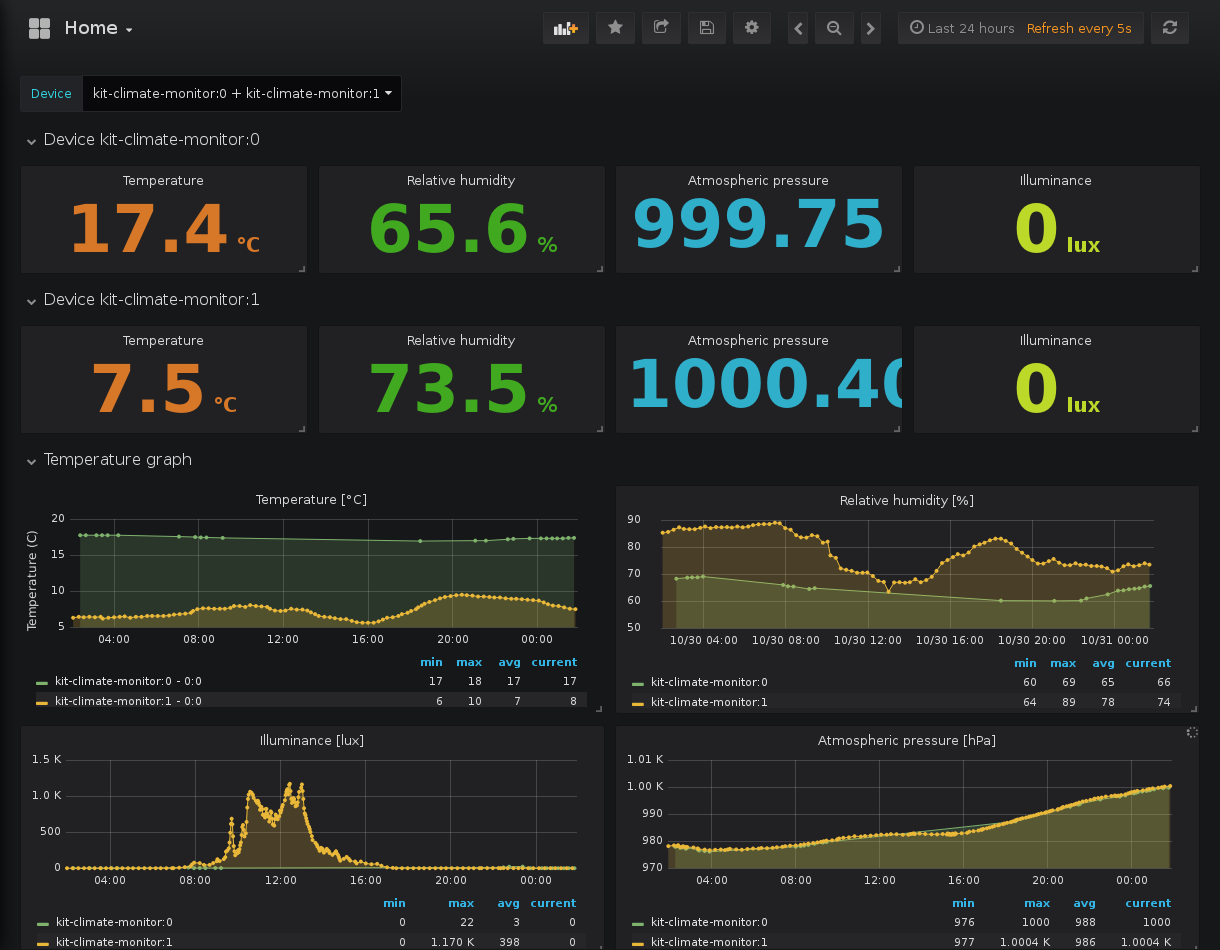 Home
Last 24 hours Refresh every 5s
Device kit-climate-monitor:0 + kit-climate-monitor:1
Device kit-climate-monitor:0
Temperature Relative humidity Atmospheric pressure Illuminance
17.4 °C 65.6 % 999.75 0 lux
Device kit-climate-monitor:1
Temperature Relative humidity Atmospheric pressure Illuminance
7.5 °C 73.5 % 1000.40 0 lux
Temperature graph
Temperature [°C]
Temperature (C)
20
15
10
5
04:00 08:00 12:00 16:00 20:00 00:00
min max avg current
kit-climate-monitor:0 - 0:0 17 18 17 17
kit-climate-monitor:1 - 0:0 6 10 7 8
Relative humidity [%]
90
80
70
60
50
10/30 04:00 10/30 08:00 10/30 12:00 10/30 16:00 10/30 20:00 10/31 00:00
min max avg current
kit-climate-monitor:0 60 69 65 66
kit-climate-monitor:1 64 89 78 74
Illuminance [lux]
1.5 K
1.0 K
500
0
04:00 08:00 12:00 16:00 20:00 00:00
min max avg current
kit-climate-monitor:0 0 22 3 0
kit-climate-monitor:1 0 1.170 K 398 0
Atmospheric pressure [hPa]
1.01 K
1.00 K
990
980
970
04:00 08:00 12:00 16:00 20:00 00:00
min max avg current
kit-climate-monitor:0 976 1000 988 1000
kit-climate-monitor:1 977 1.0004 K 986 1.0004 K